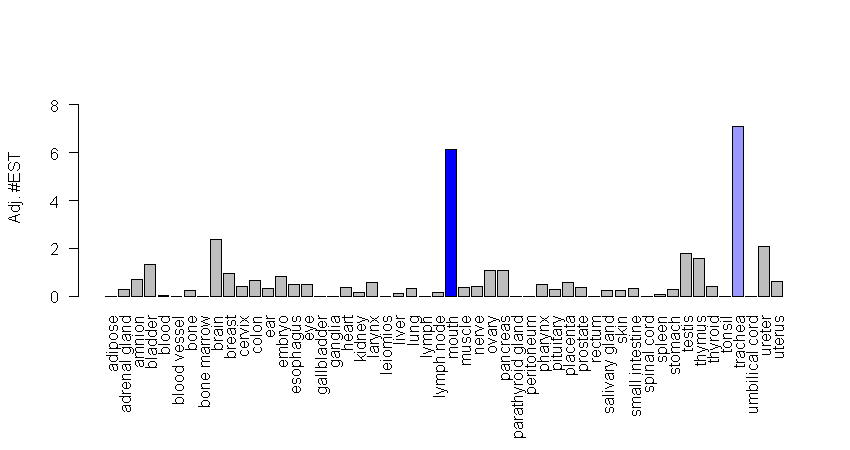 Adj. #EST
8
6
4
2
0
adipose
adrenal gland
amnion
bladder
blood
blood vessel
bone
bone marrow
brain
breast
cervix
colon
ear
embryo
esophagus
eye
gallbladder
ganglia
heart
kidney
larynx
leiomios
liver
lung
lymph
lymph node
mouth
muscle
nerve
ovary
pancreas
parathyroid gland
peritoneum
pharynx
pituitary
placenta
prostate
rectum
salivary gland
skin
small intestine
spinal cord
spleen
stomach
testis
thymus
thyroid
tonsil
trachea
umbilical cord
ureter
uterus